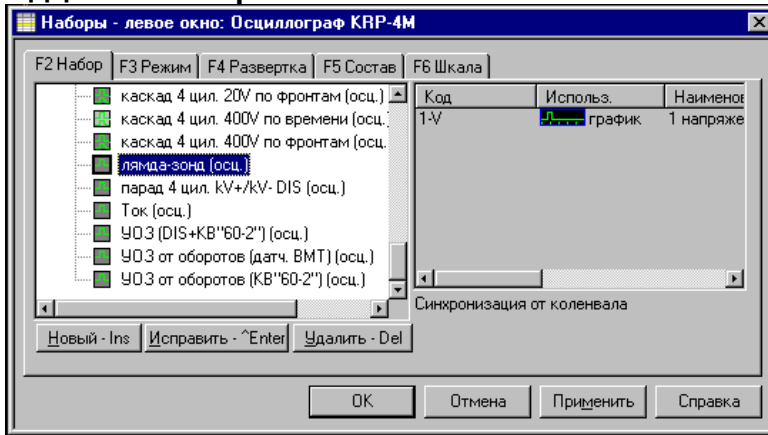 Наборы - левое окно: Осциллограф KRP-4M
F2 Набор F3 Режим F4 Развертка F5 Состав F6 Шкала
каскад 4 цил. 20V по фронтам (осц.)
каскад 4 цил. 400V по времени (осц.
каскад 4 цил. 400V по фронтам (осц.
лямда-зонд (осц.)
парад 4 цил. kV+/kV- DIS (осц.)
Ток (осц.)
УОЗ (DIS+КВ"60-2") (осц.)
УОЗ от оборотов (датч. ВМТ) (осц.)
УОЗ от оборотов (КВ"60-2") (осц.)
Код Использ. Наименов
1-V график 1 напряже
Синхронизация от коленвала
Новый - Ins Исправить - ^Enter Удалить - Del
OK Отмена Применить Справка